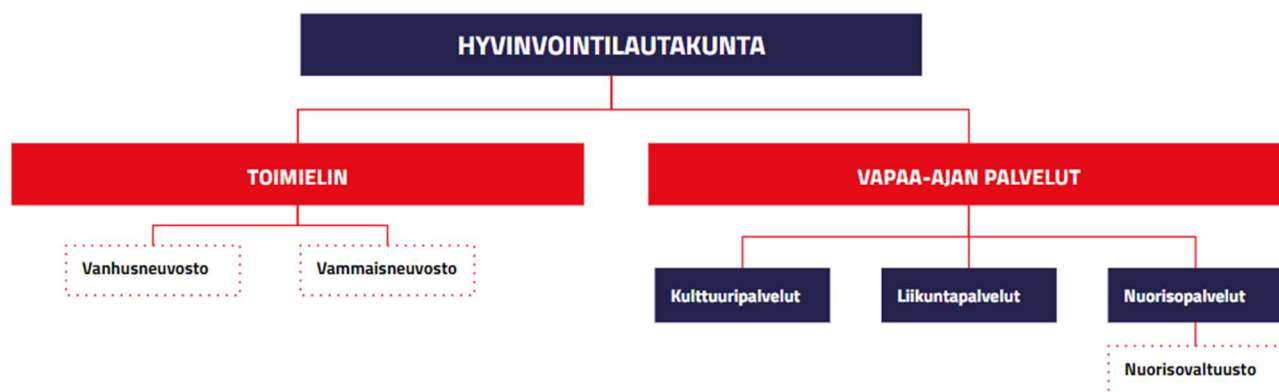 HYVINVOINTILAUTAKUNTA
TOIMIELIN
VAPAA-AJAN PALVELUT
Vanhusneuvosto
Vammaisneuvosto
Kulttuuripalvelut
Liikuntapalvelut
Nuorisopalvelut
Nuorisovaltuusto